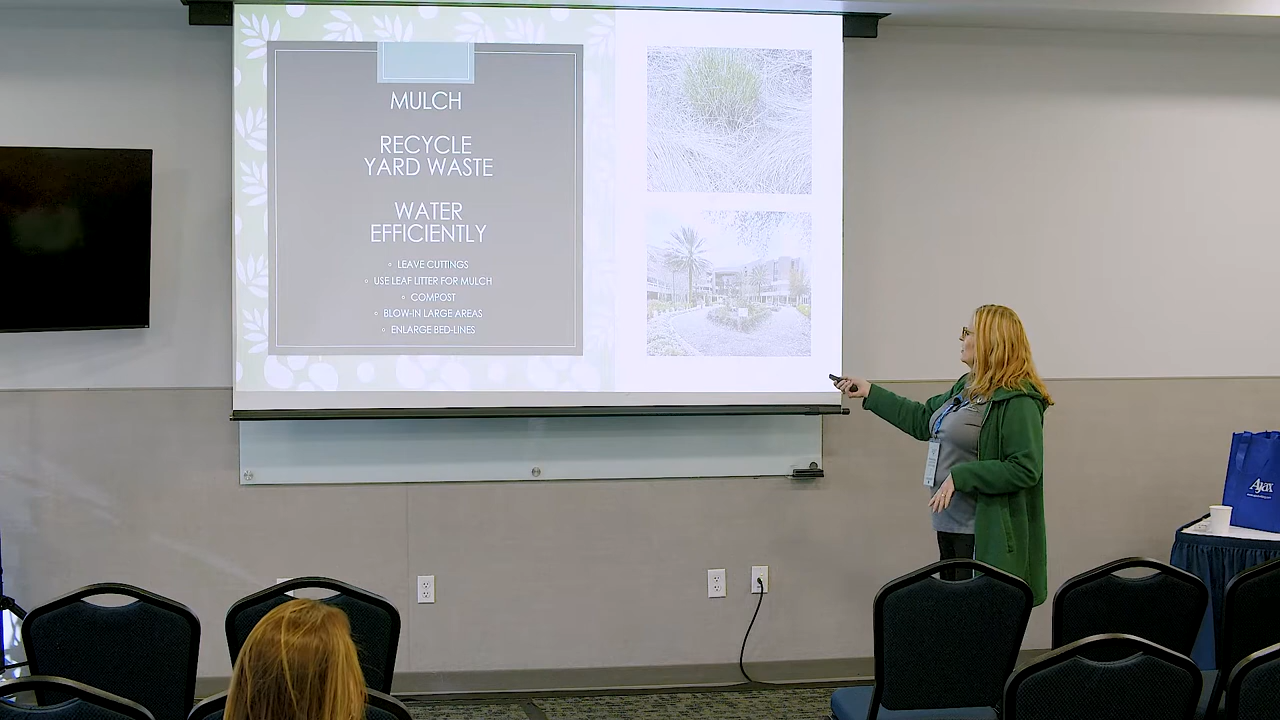 MULCH
RECYCLE
YARD WASTE
WATER
EFFICIENTLY
LEAVE CUTTINGS
USE LEAF LITTER FOR MULCH
COMPOST
BLOW-IN LARGE AREAS
ENLARGE BED-LINES
Ajax